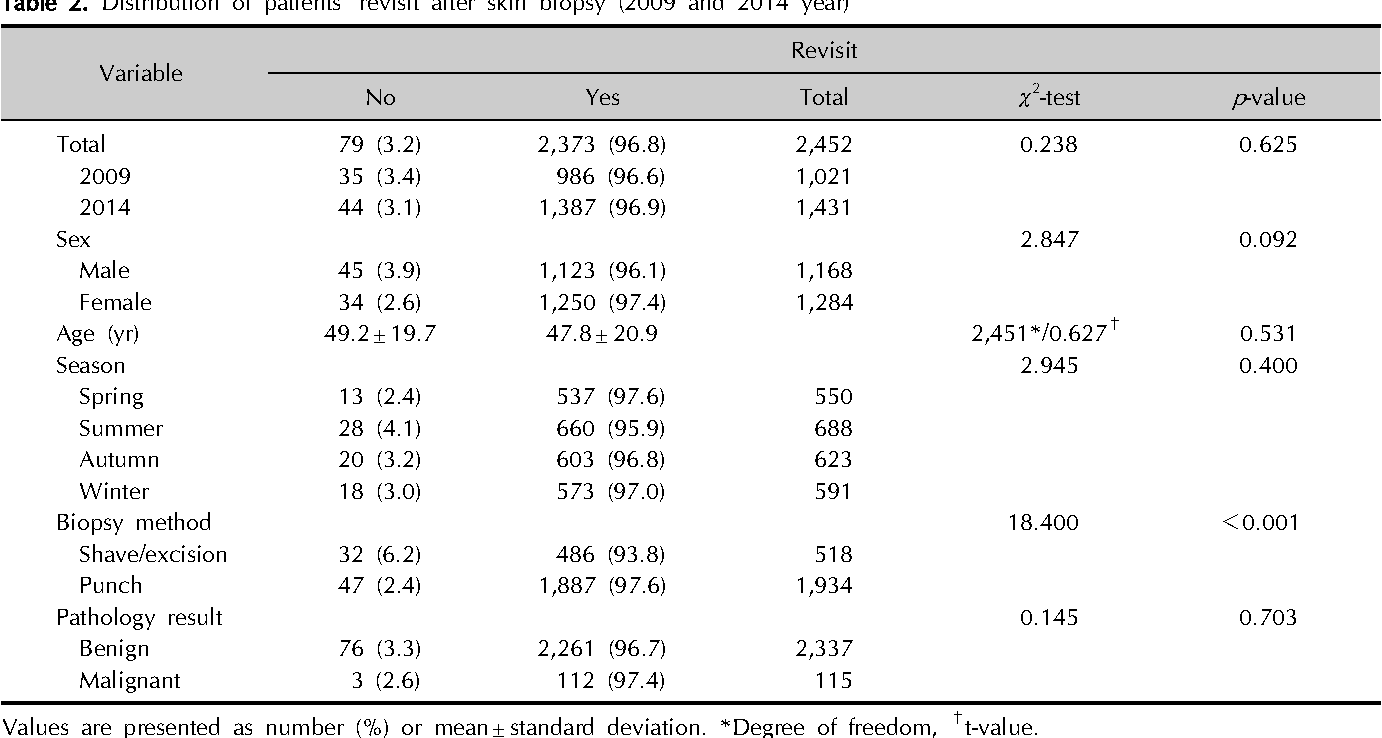 Table 2. Distribution of patients' revisit after skin biopsy (2009 and 2014 year)
Variable Revisit
No Yes Total χ²-test p-value
Total 79 (3.2) 2,373 (96.8) 2,452 0.238 0.625
2009 35 (3.4) 986 (96.6) 1,021
2014 44 (3.1) 1,387 (96.9) 1,431
Sex 2.847 0.092
Male 45 (3.9) 1,123 (96.1) 1,168
Female 34 (2.6) 1,250 (97.4) 1,284
Age (yr) 49.2±19.7 47.8±20.9 2,451*/0.627† 0.531
Season 2.945 0.400
Spring 13 (2.4) 537 (97.6) 550
Summer 28 (4.1) 660 (95.9) 688
Autumn 20 (3.2) 603 (96.8) 623
Winter 18 (3.0) 573 (97.0) 591
Biopsy method 18.400 <0.001
Shave/excision 32 (6.2) 486 (93.8) 518
Punch 47 (2.4) 1,887 (97.6) 1,934
Pathology result 0.145 0.703
Benign 76 (3.3) 2,261 (96.7) 2,337
Malignant 3 (2.6) 112 (97.4) 115
Values are presented as number (%) or mean±standard deviation. *Degree of freedom, †t-value.